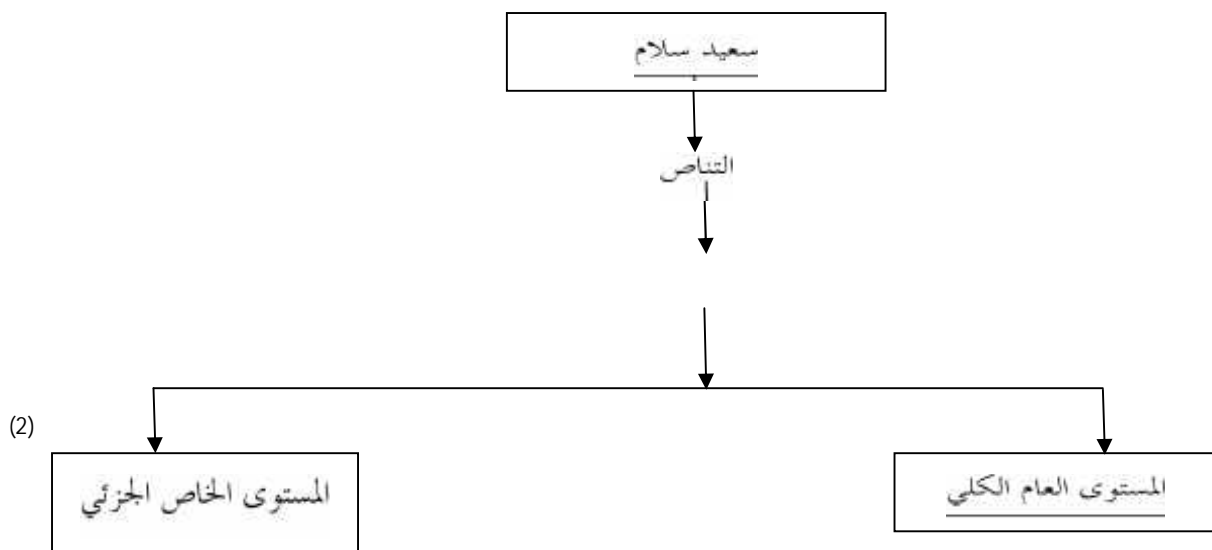 سعيد سلام
التناص
(2)
المستوى العام الكلي
المستوى الخاص الجزئي